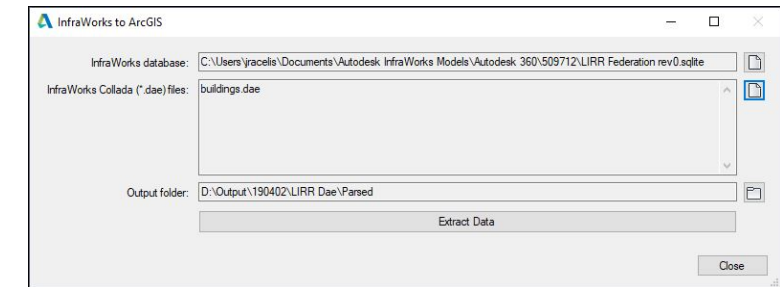 InfraWorks to ArcGIS
InfraWorks database: C:\Users\jracelis\Documents\Autodesk InfraWorks Models\Autodesk 360\509712\LIRR Federation rev0.sqlite
InfraWorks Collada (*.dae) files: buildings.dae
Output folder: D:\Output\190402\LIRR Dae\Parsed
Extract Data
Close